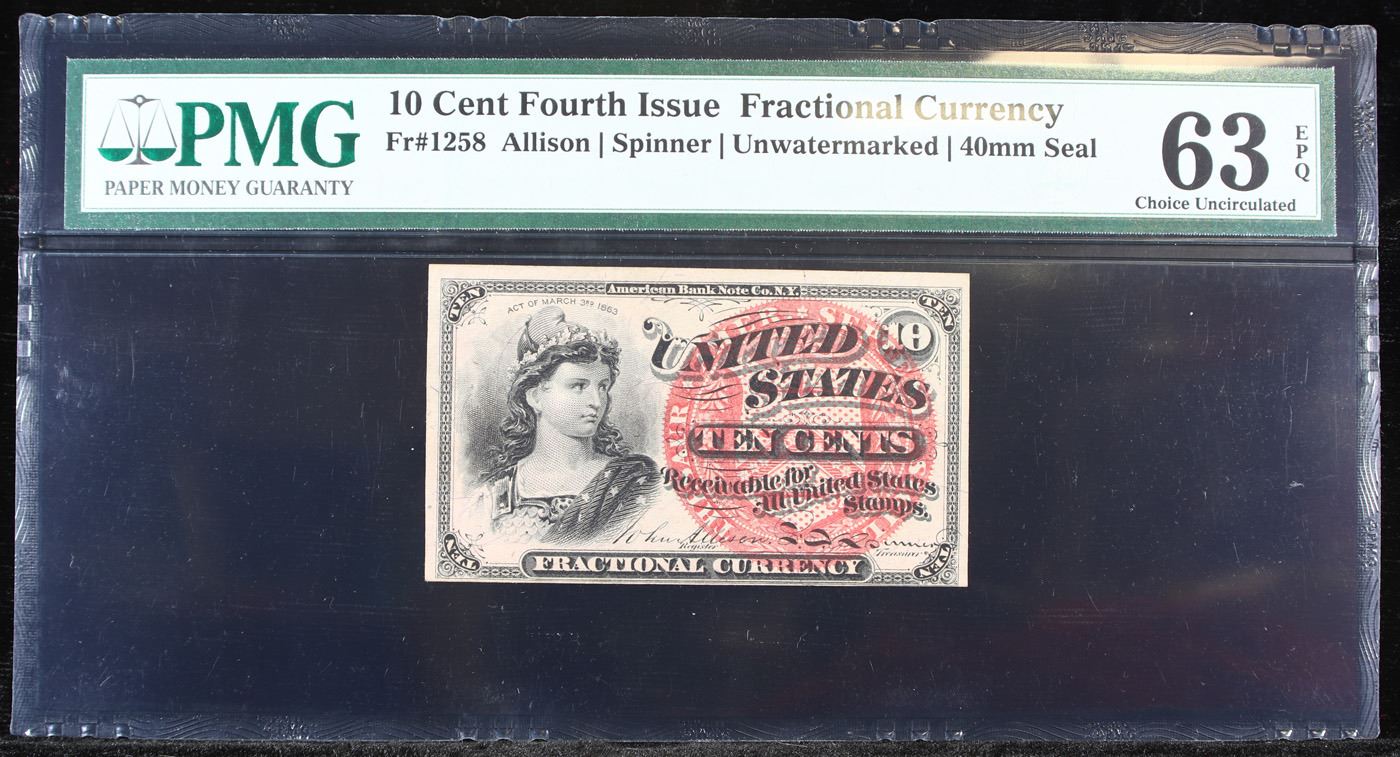 PMG
PAPER MONEY GUARANTY
10 Cent Fourth Issue Fractional Currency
Fr#1258 Allison | Spinner | Unwatermarked | 40mm Seal
63
EPQ
Choice Uncirculated
American Bank Note Co. N.Y.
TEN
TEN
ACT OF MARCH 3RD 1863
10
UNITED
STATES
TEN CENTS
Receivable for
All United States
Stamps.
John Allison
Register
Treasurer
TEN
TEN
FRACTIONAL CURRENCY